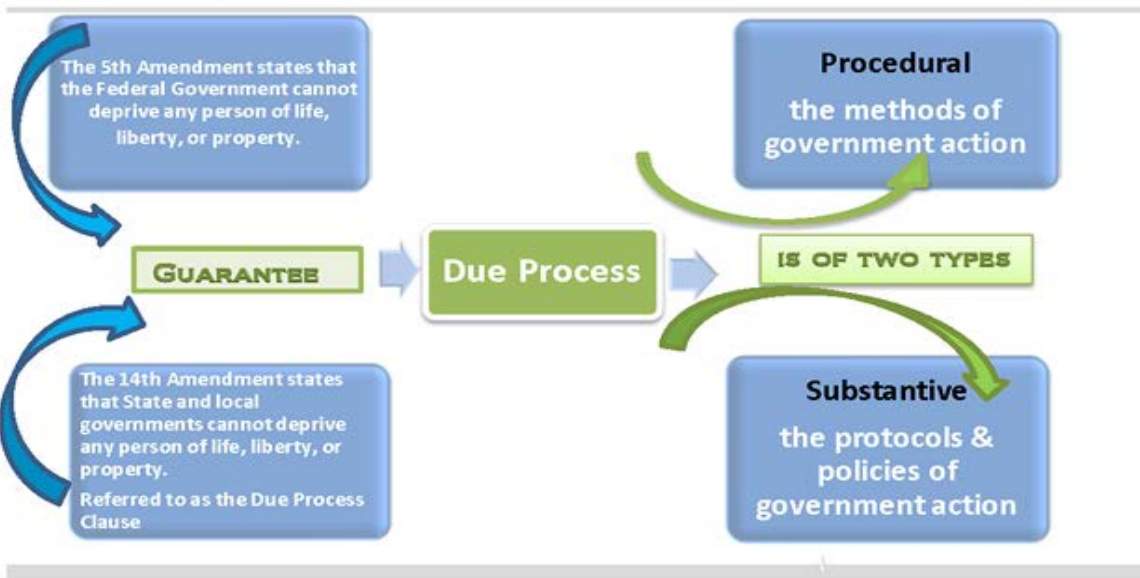 The 5th Amendment states that
the Federal Government cannot
deprive any person of life,
liberty, or property.
Procedural
the methods of
government action
GUARANTEE
Due Process
IS OF TWO TYPES
The 14th Amendment states
that State and local
governments cannot deprive
any person of life, liberty, or
property.
Referred to as the Due Process
Clause
Substantive
the protocols &
policies of
government action